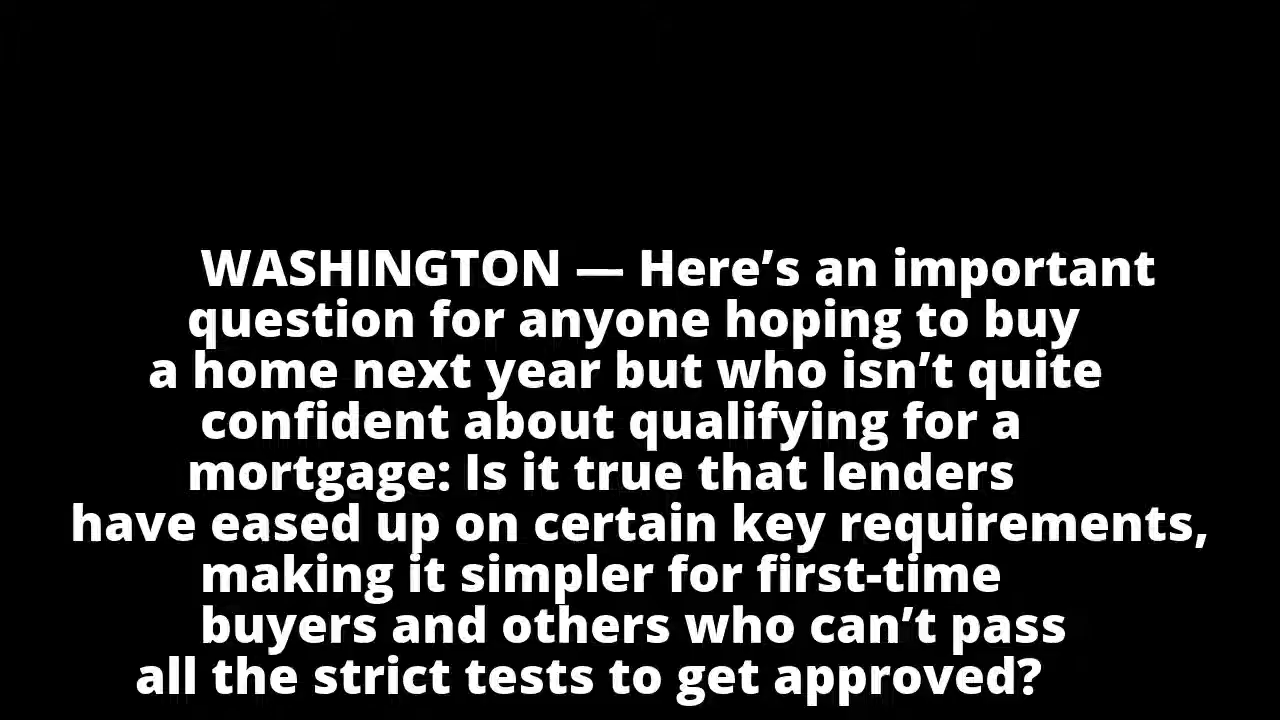 WASHINGTON — Here’s an important
question for anyone hoping to buy
a home next year but who isn’t quite
confident about qualifying for a
mortgage: Is it true that lenders
have eased up on certain key requirements,
making it simpler for first-time
buyers and others who can’t pass
all the strict tests to get approved?